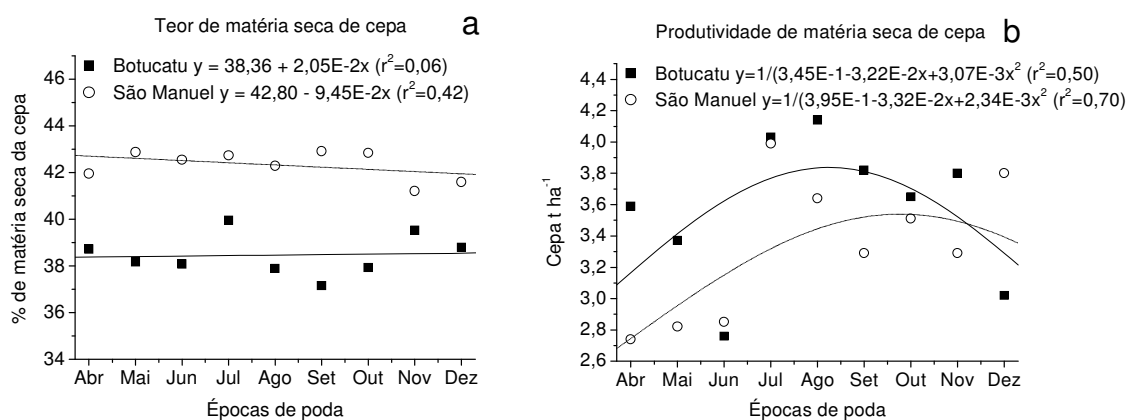 Teor de matéria seca de cepa
a
Botucatu y = 38,36 + 2,05E-2x (r²=0,06)
São Manuel y = 42,80 - 9,45E-2x (r²=0,42)
% de matéria seca da cepa
46
44
42
40
38
36
34
Abr Mai Jun Jul Ago Set Out Nov Dez
Épocas de poda
Produtividade de matéria seca de cepa
b
Botucatu y=1/(3,45E-1-3,22E-2x+3,07E-3x² (r²=0,50)
São Manuel y=1/(3,95E-1-3,32E-2x+2,34E-3x² (r²=0,70)
Cepa t ha⁻¹
4,4
4,2
4,0
3,8
3,6
3,4
3,2
3,0
2,8
2,6
Abr Mai Jun Jul Ago Set Out Nov Dez
Épocas de poda